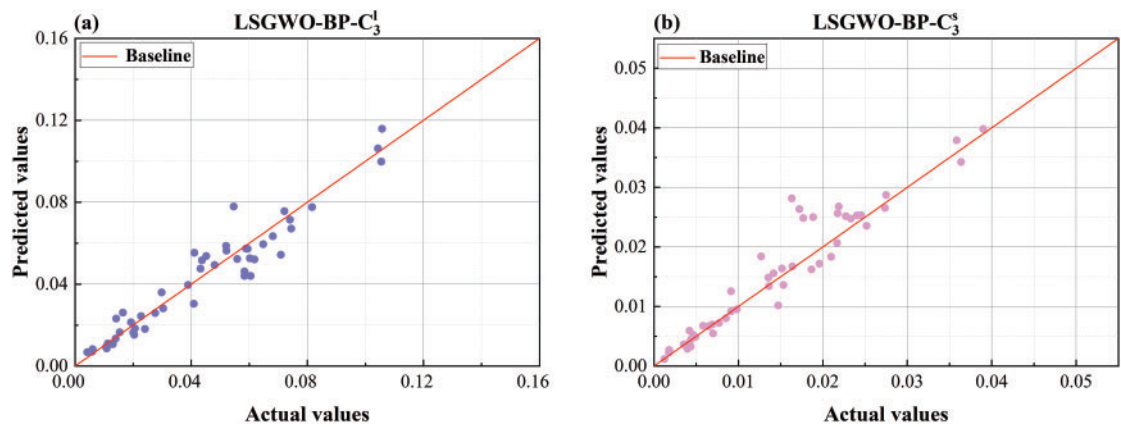 (a) LSGWO-BP-C₃ˡ
Baseline
Predicted values
0.16
0.12
0.08
0.04
0.00
0.00 0.04 0.08 0.12 0.16
Actual values
(b) LSGWO-BP-C₃ˢ
Baseline
Predicted values
0.05
0.04
0.03
0.02
0.01
0.00
0.00 0.01 0.02 0.03 0.04 0.05
Actual values